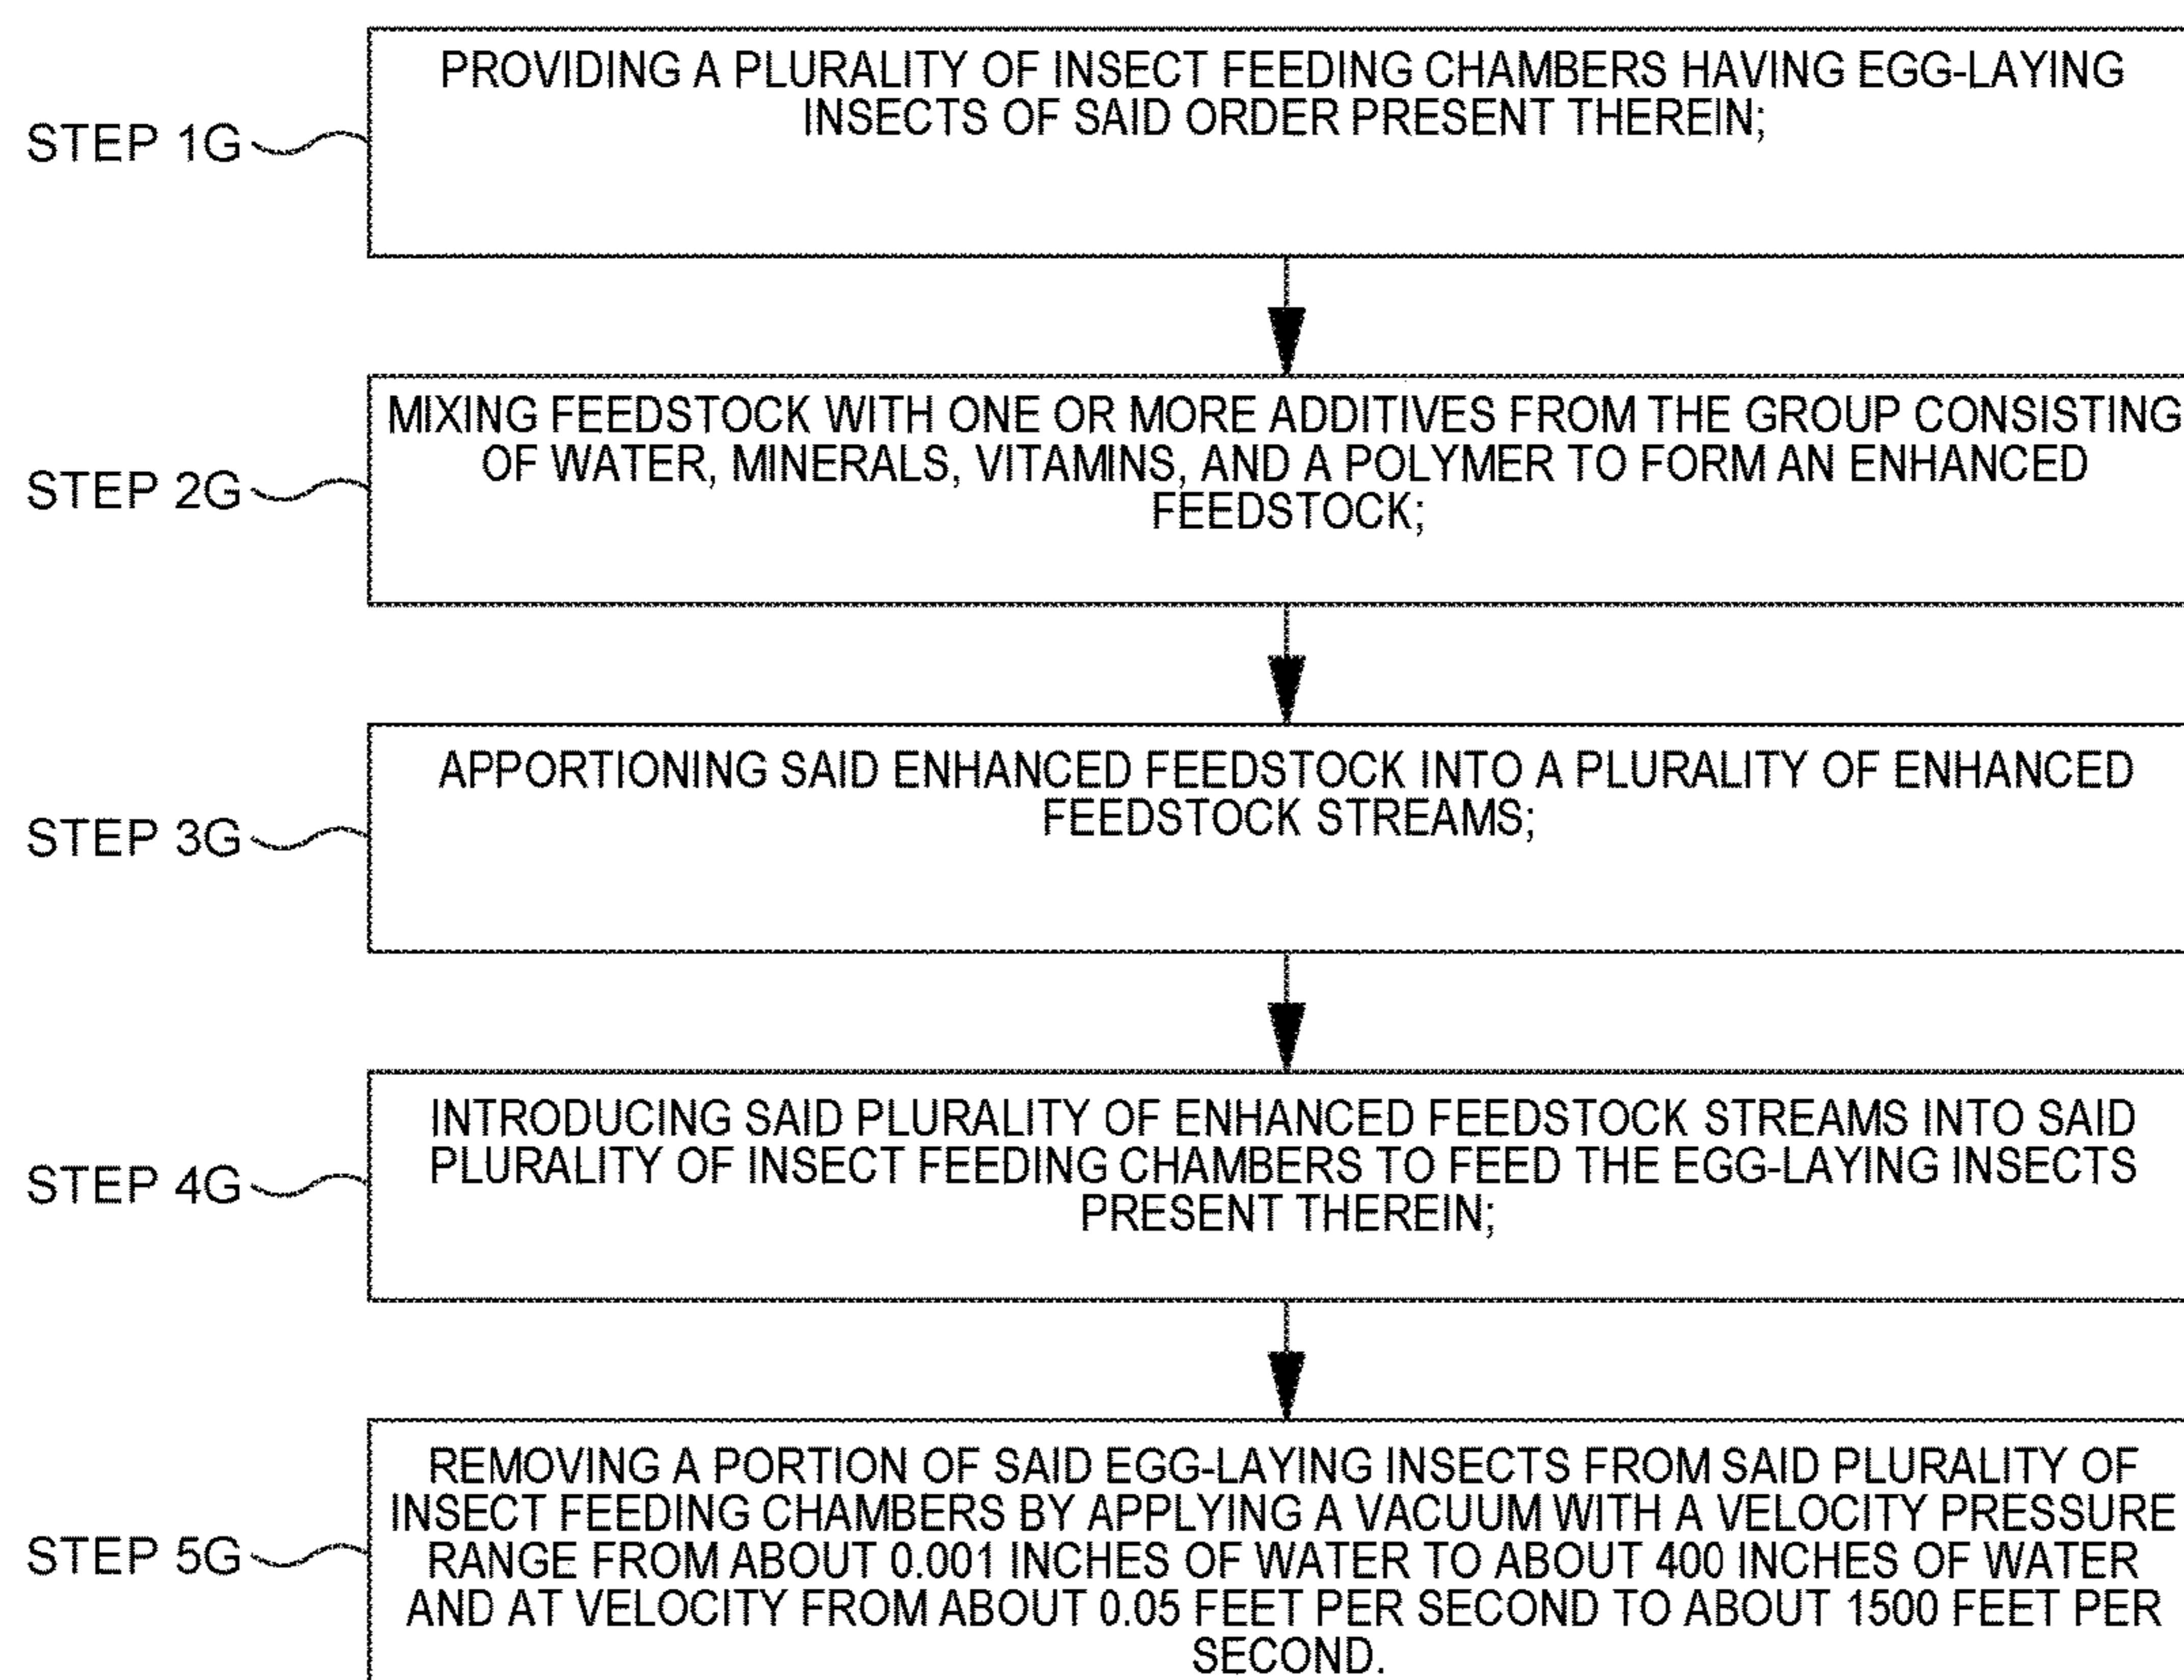 STEP 1G
PROVIDING A PLURALITY OF INSECT FEEDING CHAMBERS HAVING EGG-LAYING
INSECTS OF SAID ORDER PRESENT THEREIN;
STEP 2G
MIXING FEEDSTOCK WITH ONE OR MORE ADDITIVES FROM THE GROUP CONSISTING
OF WATER, MINERALS, VITAMINS, AND A POLYMER TO FORM AN ENHANCED
FEEDSTOCK;
STEP 3G
APPORTIONING SAID ENHANCED FEEDSTOCK INTO A PLURALITY OF ENHANCED
FEEDSTOCK STREAMS;
STEP 4G
INTRODUCING SAID PLURALITY OF ENHANCED FEEDSTOCK STREAMS INTO SAID
PLURALITY OF INSECT FEEDING CHAMBERS TO FEED THE EGG-LAYING INSECTS
PRESENT THEREIN;
STEP 5G
REMOVING A PORTION OF SAID EGG-LAYING INSECTS FROM SAID PLURALITY OF
INSECT FEEDING CHAMBERS BY APPLYING A VACUUM WITH A VELOCITY PRESSURE
RANGE FROM ABOUT 0.001 INCHES OF WATER TO ABOUT 400 INCHES OF WATER
AND AT VELOCITY FROM ABOUT 0.05 FEET PER SECOND TO ABOUT 1500 FEET PER
SECOND.